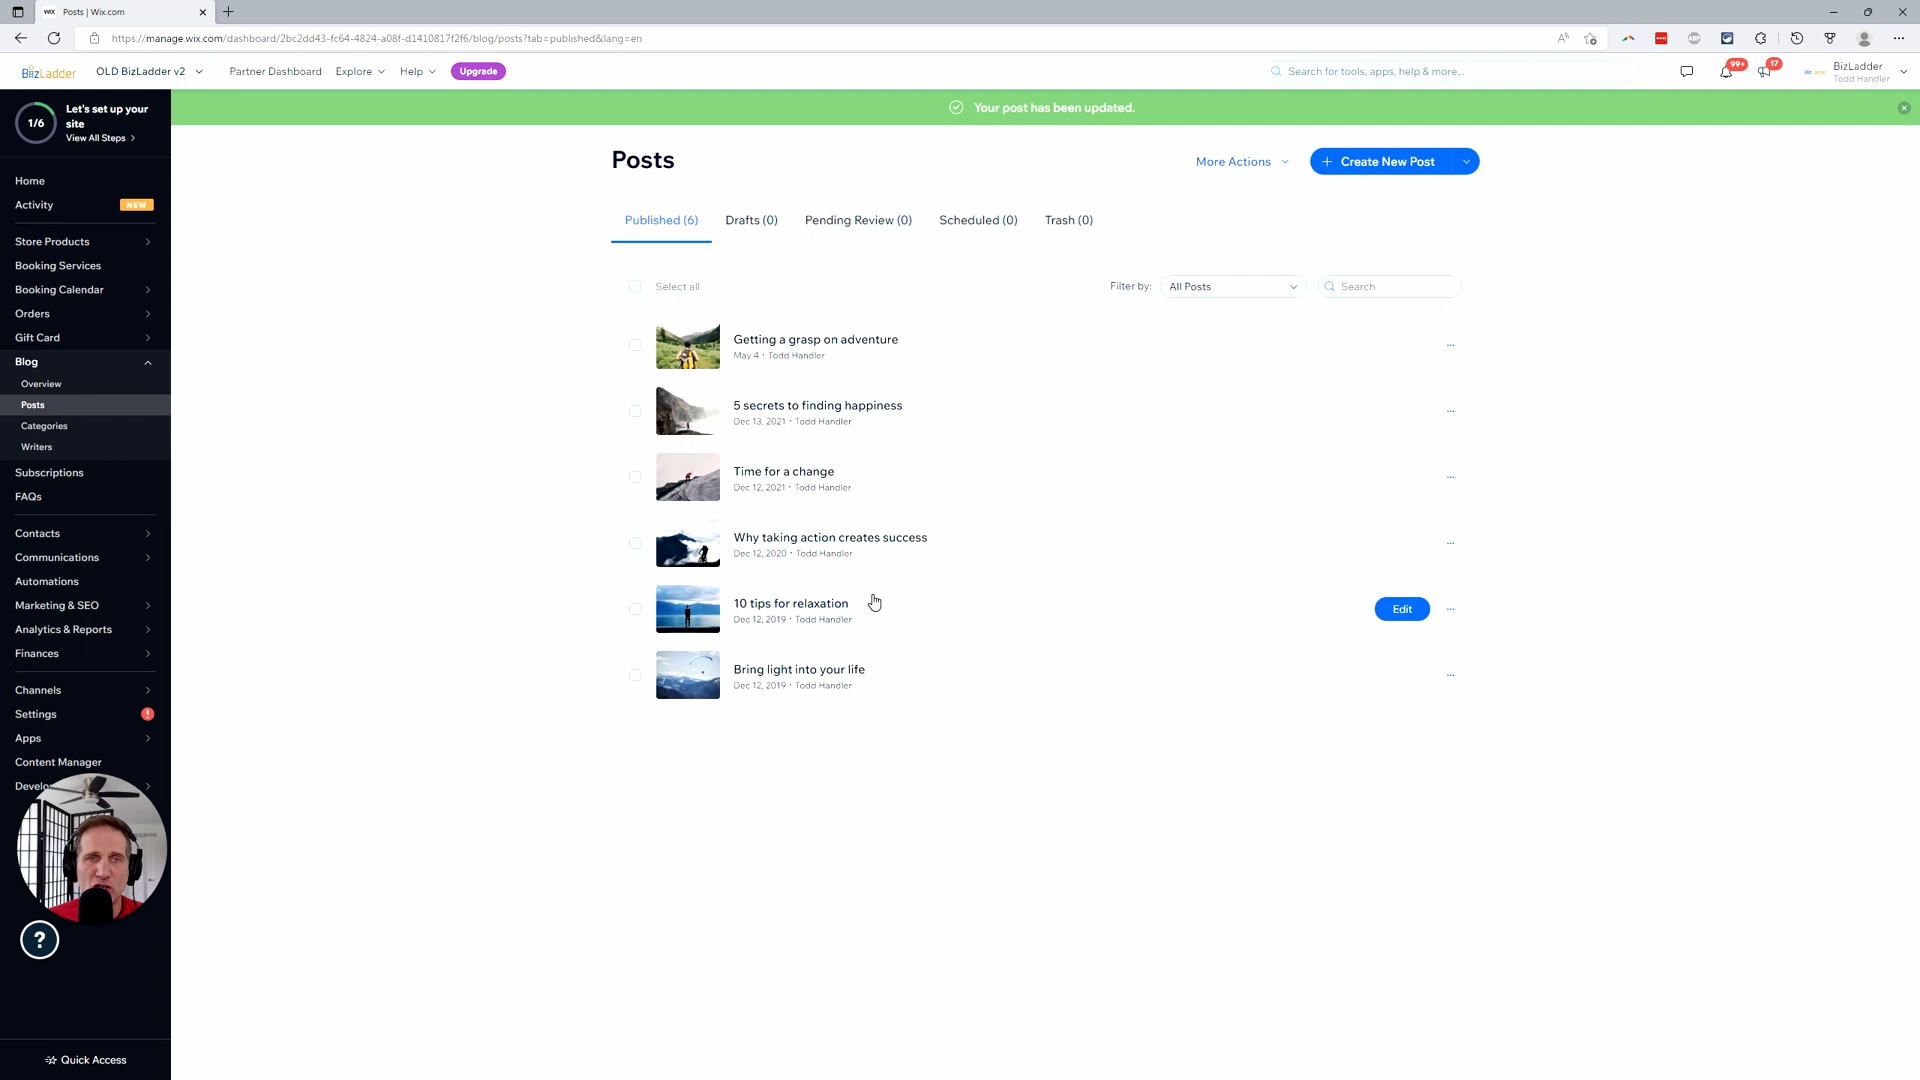 WIX Posts | Wix.com
https://manage.wix.com/dashboard/2bc2dd43-fc64-4824-a08f-d1410817f2f6/blog/posts?tab=published&lang=en
BizLadder OLD BizLadder v2 Partner Dashboard Explore Help Upgrade Search for tools, apps, help & more... 99+ 17 BizLadder
Todd Handler
1/6 Let's set up your
site
View All Steps >
Your post has been updated.
Home
Activity NEW
Store Products
Booking Services
Booking Calendar
Orders
Gift Card
Blog
Overview
Posts
Categories
Writers
Subscriptions
FAQs
Contacts
Communications
Automations
Marketing & SEO
Analytics & Reports
Finances
Channels
Settings !
Apps
Content Manager
Develo
?
Quick Access
Posts
More Actions + Create New Post
Published (6) Drafts (0) Pending Review (0) Scheduled (0) Trash (0)
Select all Filter by: All Posts Search
Getting a grasp on adventure
May 4 • Todd Handler
5 secrets to finding happiness
Dec 13, 2021 • Todd Handler
Time for a change
Dec 12, 2021 • Todd Handler
Why taking action creates success
Dec 12, 2020 • Todd Handler
10 tips for relaxation
Dec 12, 2019 • Todd Handler
Edit
Bring light into your life
Dec 12, 2019 • Todd Handler